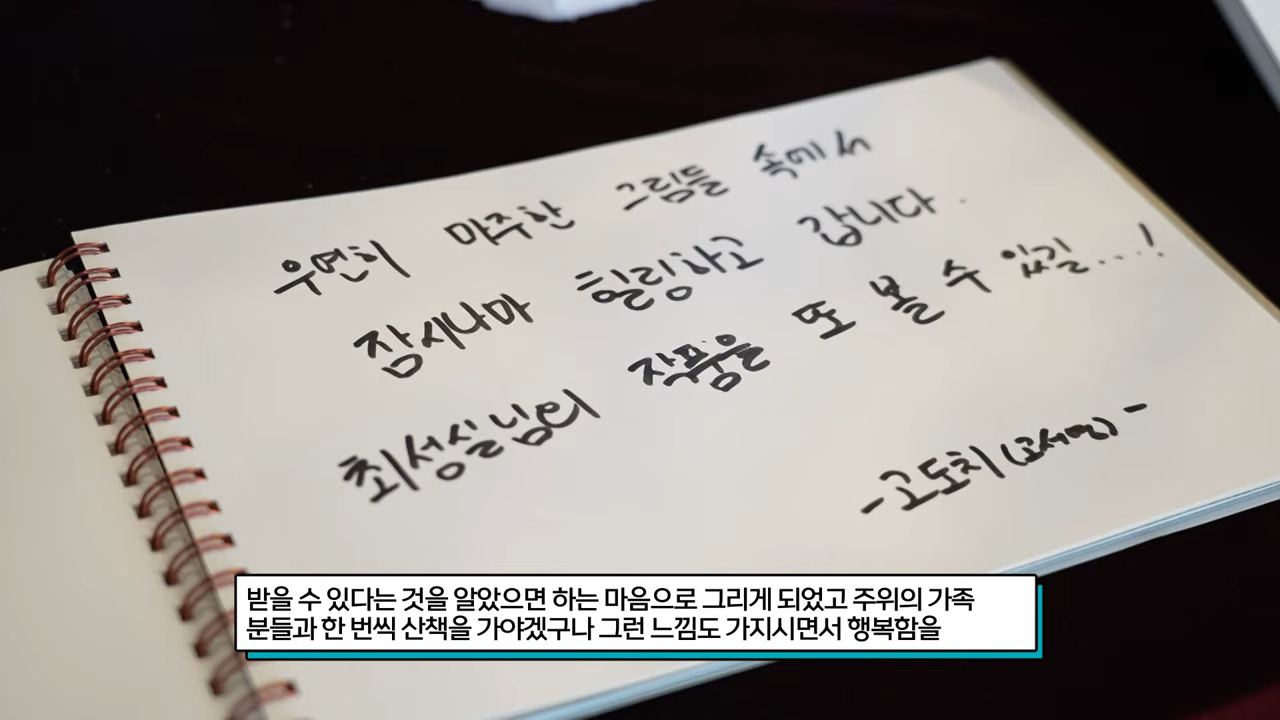 우연히 마주한 그림들 속에서
잠시나마 힐링하고 갑니다.
최성실님의 작품을 또 볼 수 있길...!
-고도치(고서면)-
받을 수 있다는 것을 알았으면 하는 마음으로 그리게 되었고 주위의 가족
분들과 한 번씩 산책을 가야겠구나 그런 느낌도 가지시면서 행복함을